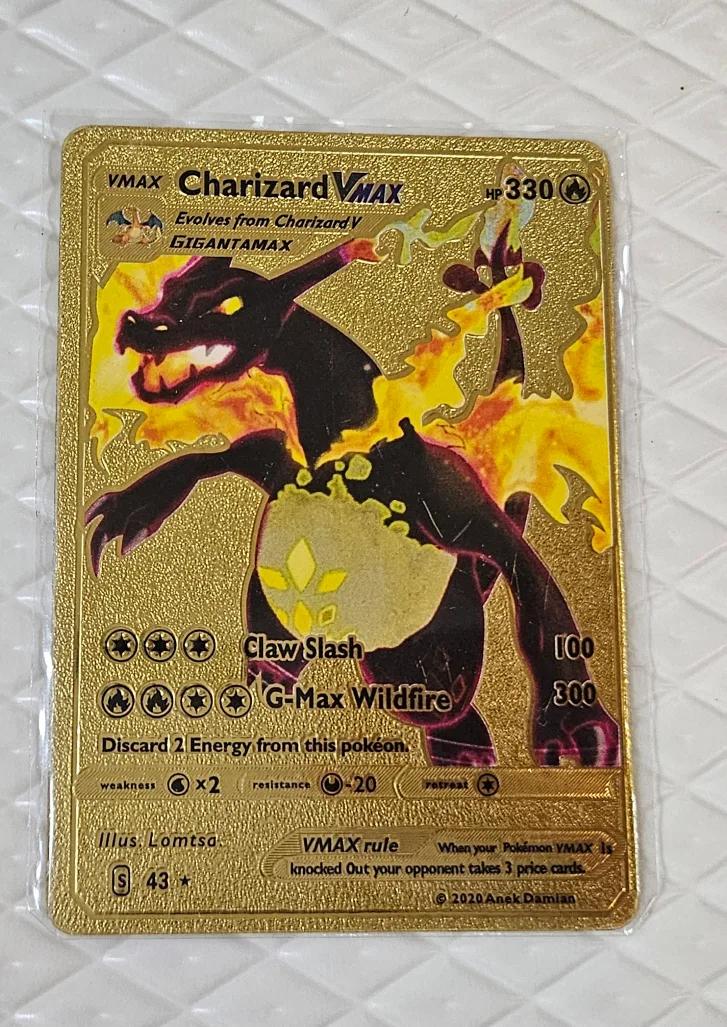 VMAX Charizard VMAX HP 330
Evolves from Charizard V
GIGANTAMAX
Claw Slash 100
G-Max Wildfire 300
Discard 2 Energy from this pokéon.
weakness x2 resistance -20 retreat
Illus Lomtsa
VMAX rule When your Pokémon VMAX Is
knocked Out your opponent takes 3 price cards.
S 43
© 2020 Anek Damian